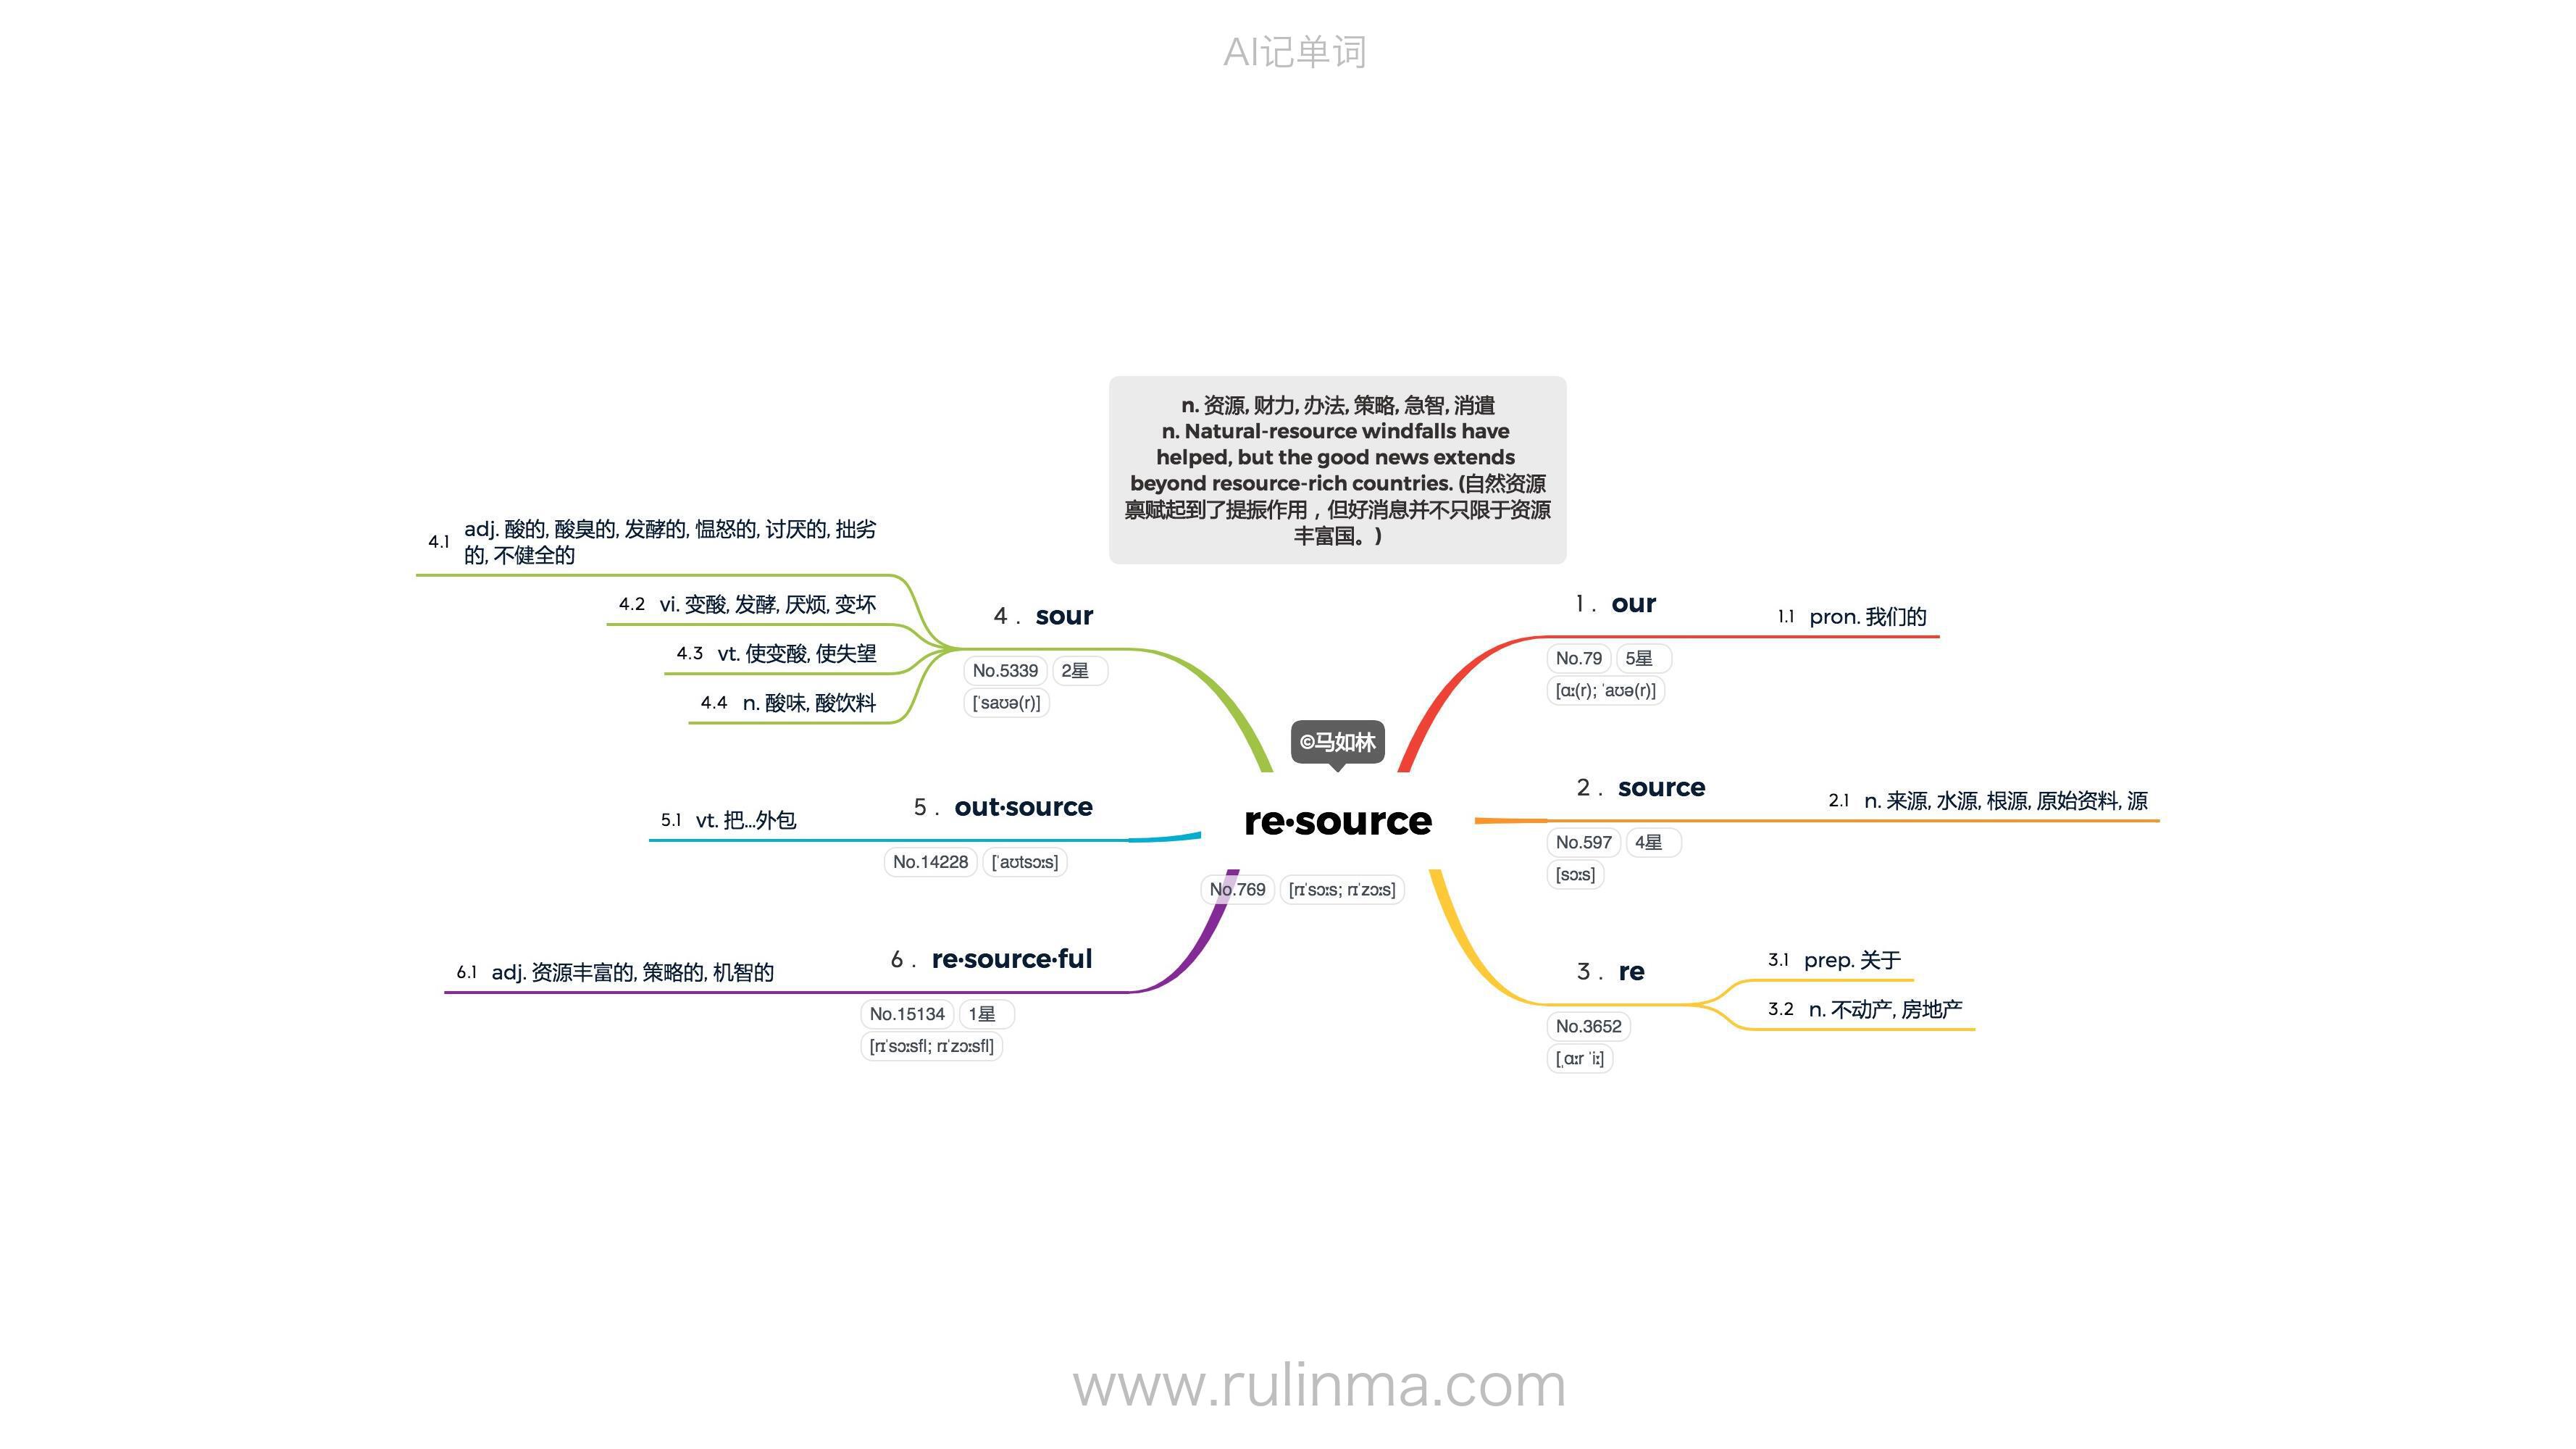 AI记单词
n. 资源, 财力, 办法, 策略, 急智, 消遣
n. Natural-resource windfalls have
helped, but the good news extends
beyond resource-rich countries. (自然资源
禀赋起到了提振作用，但好消息并不只限于资源
丰富国。)
©马如林
re·source
No.769 [rɪˈsɔːs; rɪˈzɔːs]
1 . our
No.79 5星
[ɑː(r); ˈaʊə(r)]
1.1 pron. 我们的
2 . source
No.597 4星
[sɔːs]
2.1 n. 来源, 水源, 根源, 原始资料, 源
3 . re
No.3652
[ˌɑːr ˈiː]
3.1 prep. 关于
3.2 n. 不动产, 房地产
4 . sour
No.5339 2星
[ˈsaʊə(r)]
4.1 adj. 酸的, 酸臭的, 发酵的, 愠怒的, 讨厌的, 拙劣
的, 不健全的
4.2 vi. 变酸, 发酵, 厌烦, 变坏
4.3 vt. 使变酸, 使失望
4.4 n. 酸味, 酸饮料
5 . out·source
No.14228 [ˈaʊtsɔːs]
5.1 vt. 把...外包
6 . re·source·ful
No.15134 1星
[rɪˈsɔːsfl; rɪˈzɔːsfl]
6.1 adj. 资源丰富的, 策略的, 机智的
www.rulinma.com